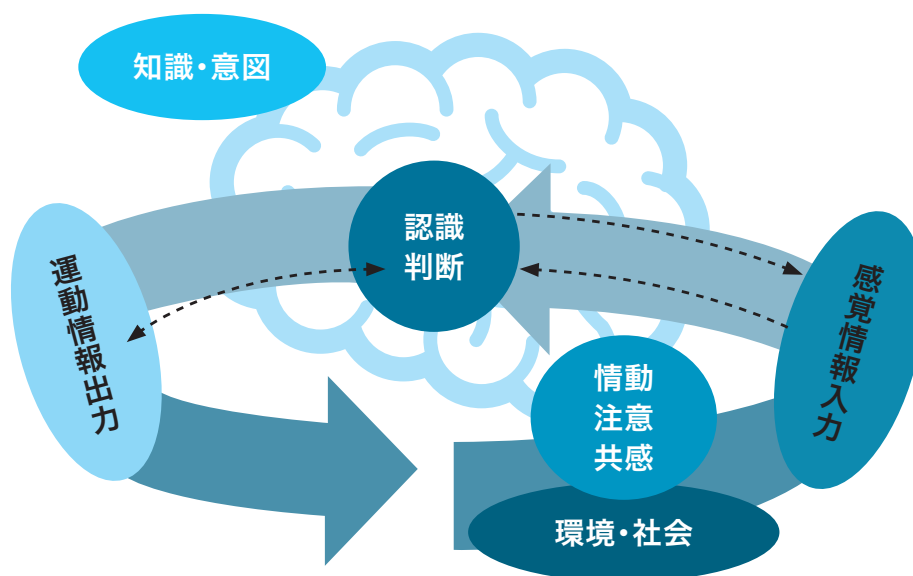 知識・意図
認識
判断
運動情報出力
感覚情報入力
情動
注意
共感
環境・社会